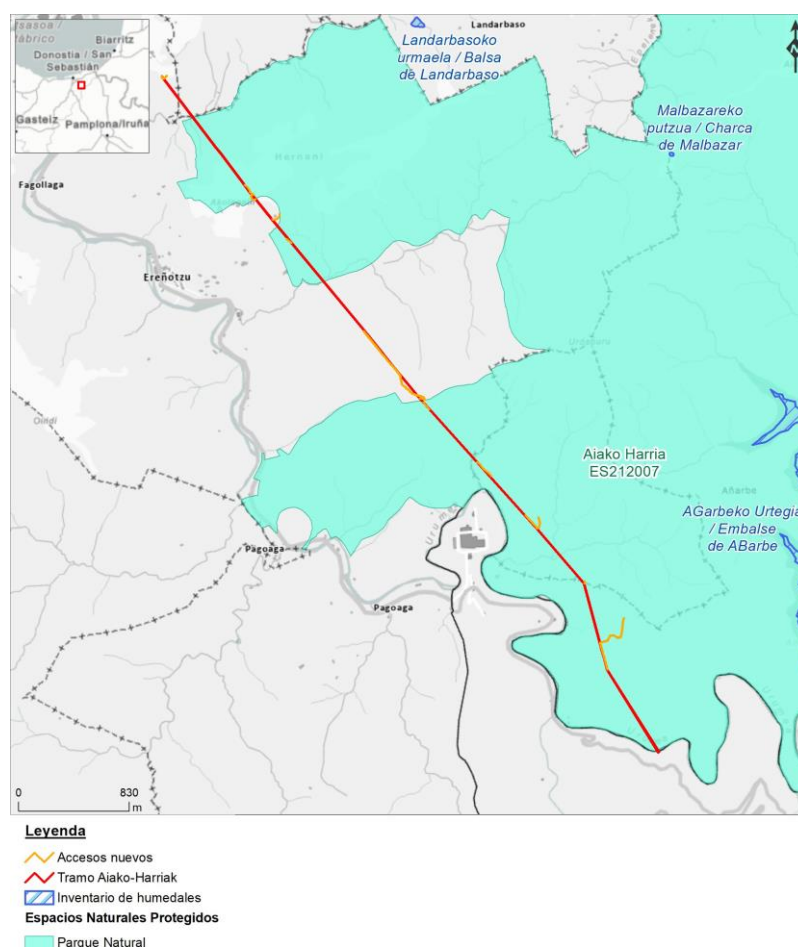 Landarbaso
Biarritz
Donostia / San
Sebastián
Gasteiz
Pamplona/Iruña
Landarbasoko
urmaela / Balsa
de Landarbaso
N
Malbazareko
putzua / Charca
de Malbazar
Hernani
Fagollaga
Ereñotzu
Oindi
Aiako Harria
ES212007
Añarbe
AGarbeko Urtegia
/ Embalse
de ABarbe
Pagoaga
Pagoaga
0 830
m
Leyenda
Accesos nuevos
Tramo Aiako-Harriak
Inventario de humedales
Espacios Naturales Protegidos
Parque Natural